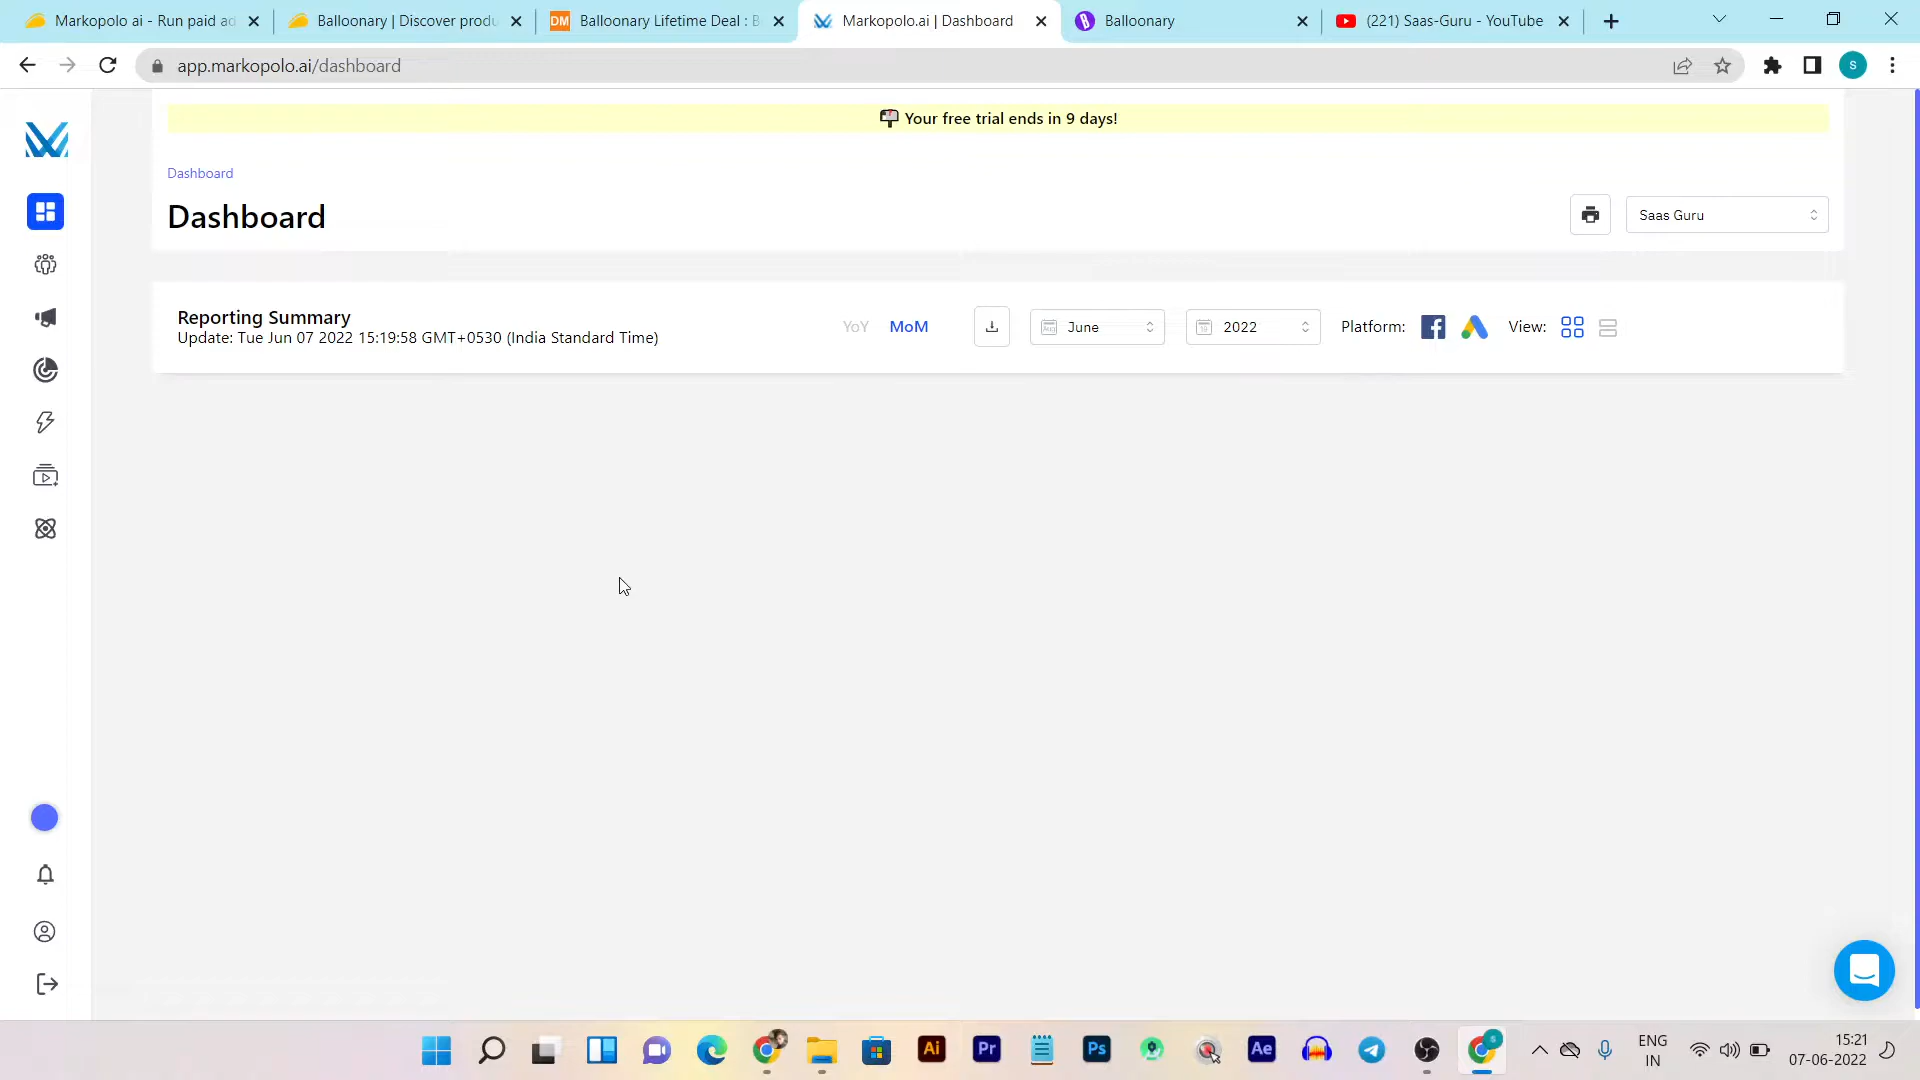 Markopolo ai - Run paid ad
Balloonary | Discover produ
DM
Balloonary Lifetime Deal : B
Markopolo.ai | Dashboard
Balloonary
(221) Saas-Guru - YouTube
app.markopolo.ai/dashboard
S
Your free trial ends in 9 days!
Dashboard
Dashboard
Saas Guru
Reporting Summary
Update: Tue Jun 07 2022 15:19:58 GMT+0530 (India Standard Time)
YoY
MoM
June
2022
Platform:
View:
Ai
Pr
Ps
Ae
ENG
IN
15:21
07-06-2022